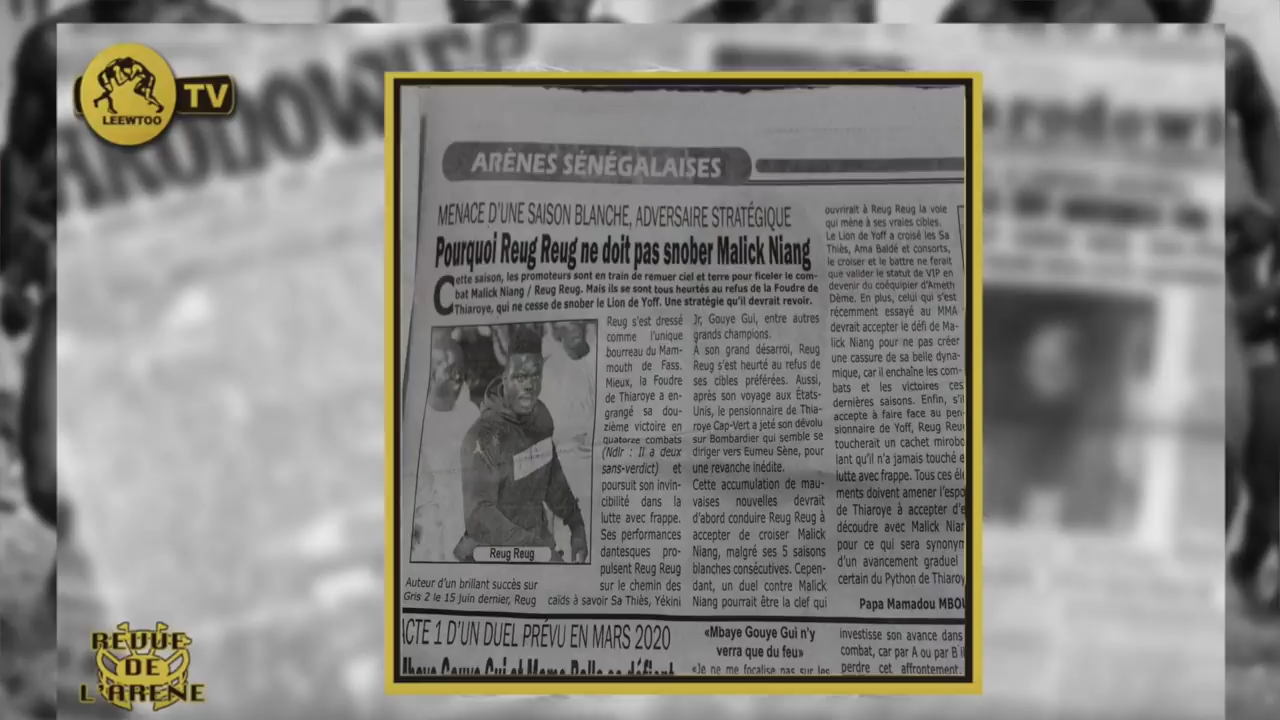 LEEWTOO
TV
ARÈNES SÉNÉGALAISES
MENACE D'UNE SAISON BLANCHE, ADVERSAIRE STRATÉGIQUE
Pourquoi Reug Reug ne doit pas snober Malick Niang
Cette saison, les promoteurs sont en train de remuer ciel et terre pour ficeler le com-
bat Malick Niang / Reug Reug. Mais ils se sont tous heurtés au refus de la Foudre de
Thiaroye, qui ne cesse de snober le Lion de Yoff. Une stratégie qu'il devrait revoir.
Reug Reug
Auteur d'un brillant succès sur
Gris 2 le 15 juin dernier, Reug
Reug s'est dressé
comme l'unique
bourreau du Mam-
mouth de Fass.
Mieux, la Foudre
de Thiaroye a en-
grangé sa dou-
zième victoire en
quatorze combats
(Ndlr : Il a deux
sans-verdict) et
poursuit son invin-
cibilité dans la
lutte avec frappe.
Ses performances
dantesques pro-
pulsent Reug Reug
sur le chemin des
caïds à savoir Sa Thiès, Yékini
Jr, Gouye Gui, entre autres
grands champions.
A son grand désarroi, Reug
Reug s'est heurté au refus de
ses cibles préférées. Aussi,
après son voyage aux États-
Unis, le pensionnaire de Thia-
roye Cap-Vert a jeté son dévolu
sur Bombardier qui semble se
diriger vers Eumeu Sène, pour
une revanche inédite.
Cette accumulation de mau-
vaises nouvelles devrait
d'abord conduire Reug Reug à
accepter de croiser Malick
Niang, malgré ses 5 saisons
blanches consécutives. Cepen-
dant, un duel contre Malick
Niang pourrait être la clef qui
ouvrirait à Reug Reug la voie
qui mène à ses vraies cibles.
Le Lion de Yoff a croisé les Sa
Thiès, Ama Baldé et consorts,
le croiser et le battre ne ferait
que valider le statut de VIP en
devenir du coéquipier d'Ameth
Dème. En plus, celui qui s'est
récemment essayé au MMA
devrait accepter le défi de Ma-
lick Niang pour ne pas créer
une cassure de sa belle dyna-
mique, car il enchaîne les com-
bats et les victoires ces
dernières saisons. Enfin, s'il
accepte à faire face au pen-
sionnaire de Yoff, Reug Reu
toucherait un cachet mirobo
lant qu'il n'a jamais touché e
lutte avec frappe. Tous ces élé
ments doivent amener l'espo
de Thiaroye à accepter d'e
découdre avec Malick Niar
pour ce qui sera synonym
d'un avancement graduel
certain du Python de Thiaroy
Papa Mamadou MBOU
ACTE 1 D'UN DUEL PRÉVU EN MARS 2020
«Mbaye Gouye Gui n'y
verra que du feu»
«Je ne me focalise pas sur les
investisse son avance dans
combat, car par A ou par B il
perdre cet affrontement.
REVUE
DE
L'ARÈNE